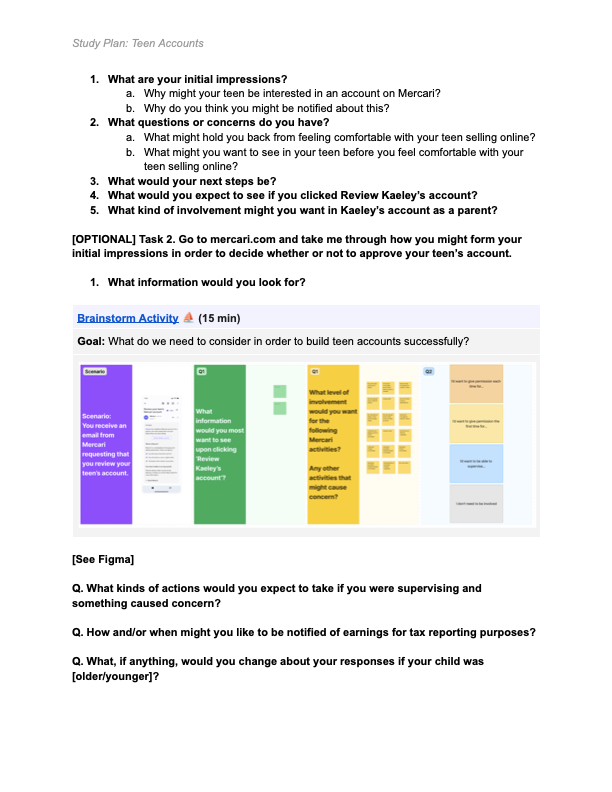 Study Plan: Teen Accounts
1. What are your initial impressions?
a. Why might your teen be interested in an account on Mercari?
b. Why do you think you might be notified about this?
2. What questions or concerns do you have?
a. What might hold you back from feeling comfortable with your teen selling online?
b. What might you want to see in your teen before you feel comfortable with your
teen selling online?
3. What would your next steps be?
4. What would you expect to see if you clicked Review Kaeley's account?
5. What kind of involvement might you want in Kaeley's account as a parent?
[OPTIONAL] Task 2. Go to mercari.com and take me through how you might form your
initial impressions in order to decide whether or not to approve your teen's account.
1. What information would you look for?
Brainstorm Activity ⛵ (15 min)
Goal: What do we need to consider in order to build teen accounts successfully?
Scenario
Scenario:
You receive an
email from
Mercari
requesting that
you review your
teen's account.
Q1
What
information
would you most
want to see
upon clicking
'Review
Kaeley's
account'?
Q1
What level of
involvement
would you want
for the
following
Mercari
activities?
Any other
activities that
might cause
concern?
Q2
I'd want to give permission each
time for...
I'd want to give permission the
first time for...
I'd want to be able to
supervise...
I don't need to be involved
[See Figma]
Q. What kinds of actions would you expect to take if you were supervising and
something caused concern?
Q. How and/or when might you like to be notified of earnings for tax reporting purposes?
Q. What, if anything, would you change about your responses if your child was
[older/younger]?